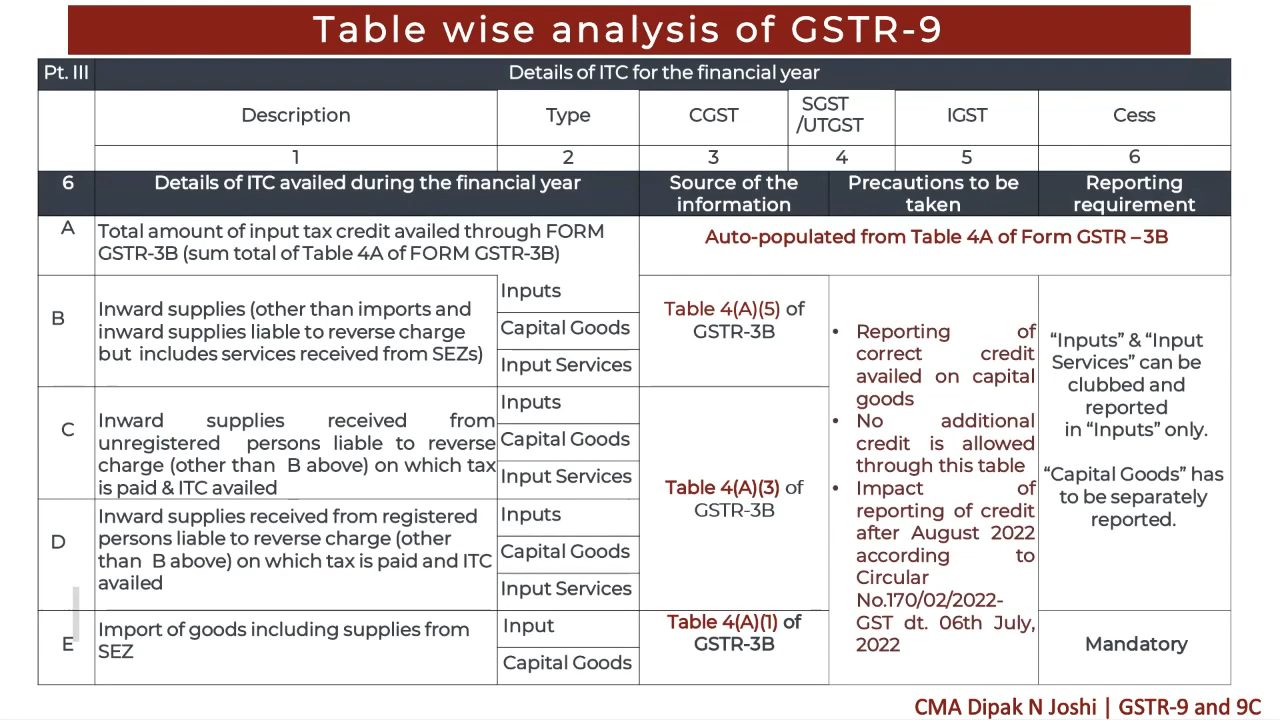 Table wise analysis of GSTR-9
Pt. III
Details of ITC for the financial year
Description
Type
CGST
SGST
/UTGST
IGST
Cess
1
2
3
4
5
6
6
Details of ITC availed during the financial year
Source of the
information
Precautions to be
taken
Reporting
requirement
A
Total amount of input tax credit availed through FORM
GSTR-3B (sum total of Table 4A of FORM GSTR-3B)
Auto-populated from Table 4A of Form GSTR – 3B
B
Inward supplies (other than imports and
inward supplies liable to reverse charge
but includes services received from SEZs)
Inputs
Capital Goods
Input Services
Table 4(A)(5) of
GSTR-3B
• Reporting of
correct credit
availed on capital
goods
• No additional
credit is allowed
through this table
• Impact of
reporting of credit
after August 2022
according to
Circular
No.170/02/2022-
GST dt. 06th July,
2022
“Inputs” & “Input
Services” can be
clubbed and
reported
in “Inputs” only.
“Capital Goods” has
to be separately
reported.
C
Inward supplies received from
unregistered persons liable to reverse
charge (other than B above) on which tax
is paid & ITC availed
Inputs
Capital Goods
Input Services
Table 4(A)(3) of
GSTR-3B
D
Inward supplies received from registered
persons liable to reverse charge (other
than B above) on which tax is paid and ITC
availed
Inputs
Capital Goods
Input Services
E
Import of goods including supplies from
SEZ
Input
Capital Goods
Table 4(A)(1) of
GSTR-3B
Mandatory
CMA Dipak N Joshi | GSTR-9 and 9C